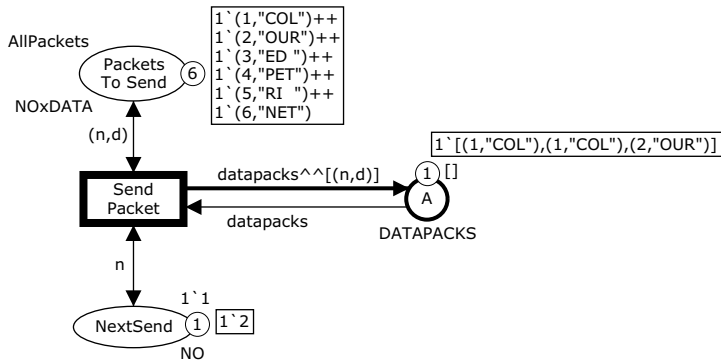 AllPackets
Packets
To Send
6
1`(1,"COL")++
1`(2,"OUR")++
1`(3,"ED ")++
1`(4,"PET")++
1`(5,"RI  ")++
1`(6,"NET")
NOxDATA
(n,d)
1`[(1,"COL"),(1,"COL"),(2,"OUR")]
Send
Packet
datapacks^^[(n,d)]
1
[]
A
datapacks
DATAPACKS
n
1`1
NextSend
1
1`2
NO